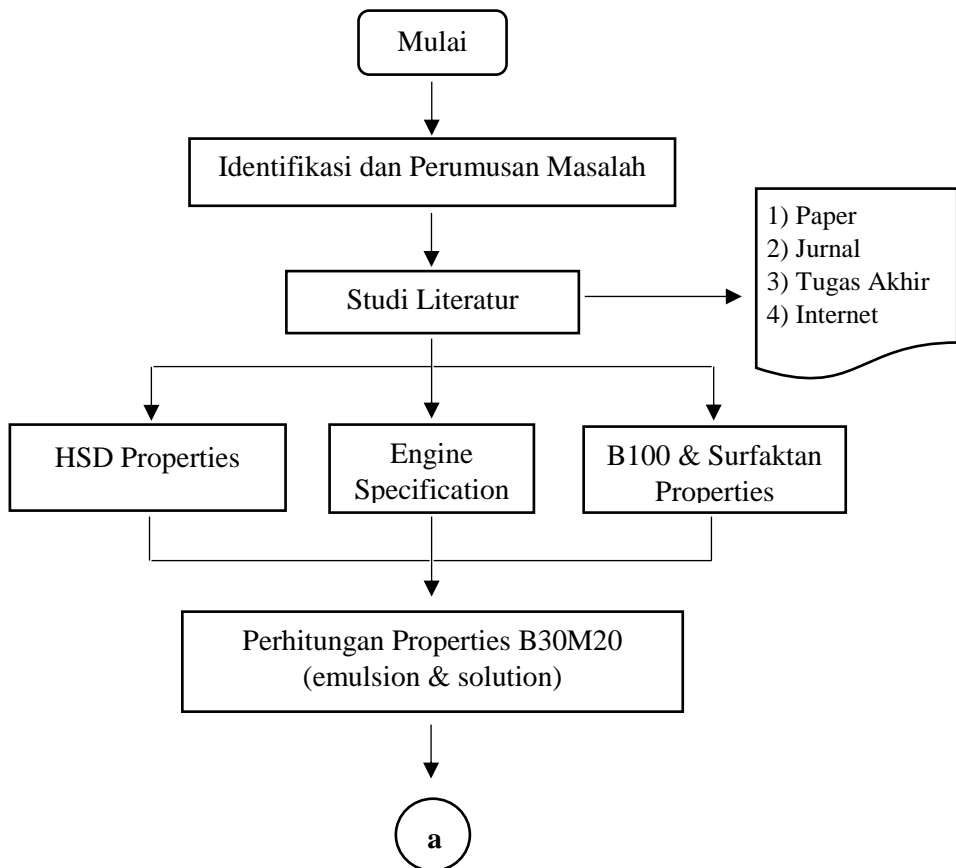 Mulai
Identifikasi dan Perumusan Masalah
1) Paper
2) Jurnal
3) Tugas Akhir
4) Internet
Studi Literatur
HSD Properties
Engine
Specification
B100 & Surfaktan
Properties
Perhitungan Properties B30M20
(emulsion & solution)
a